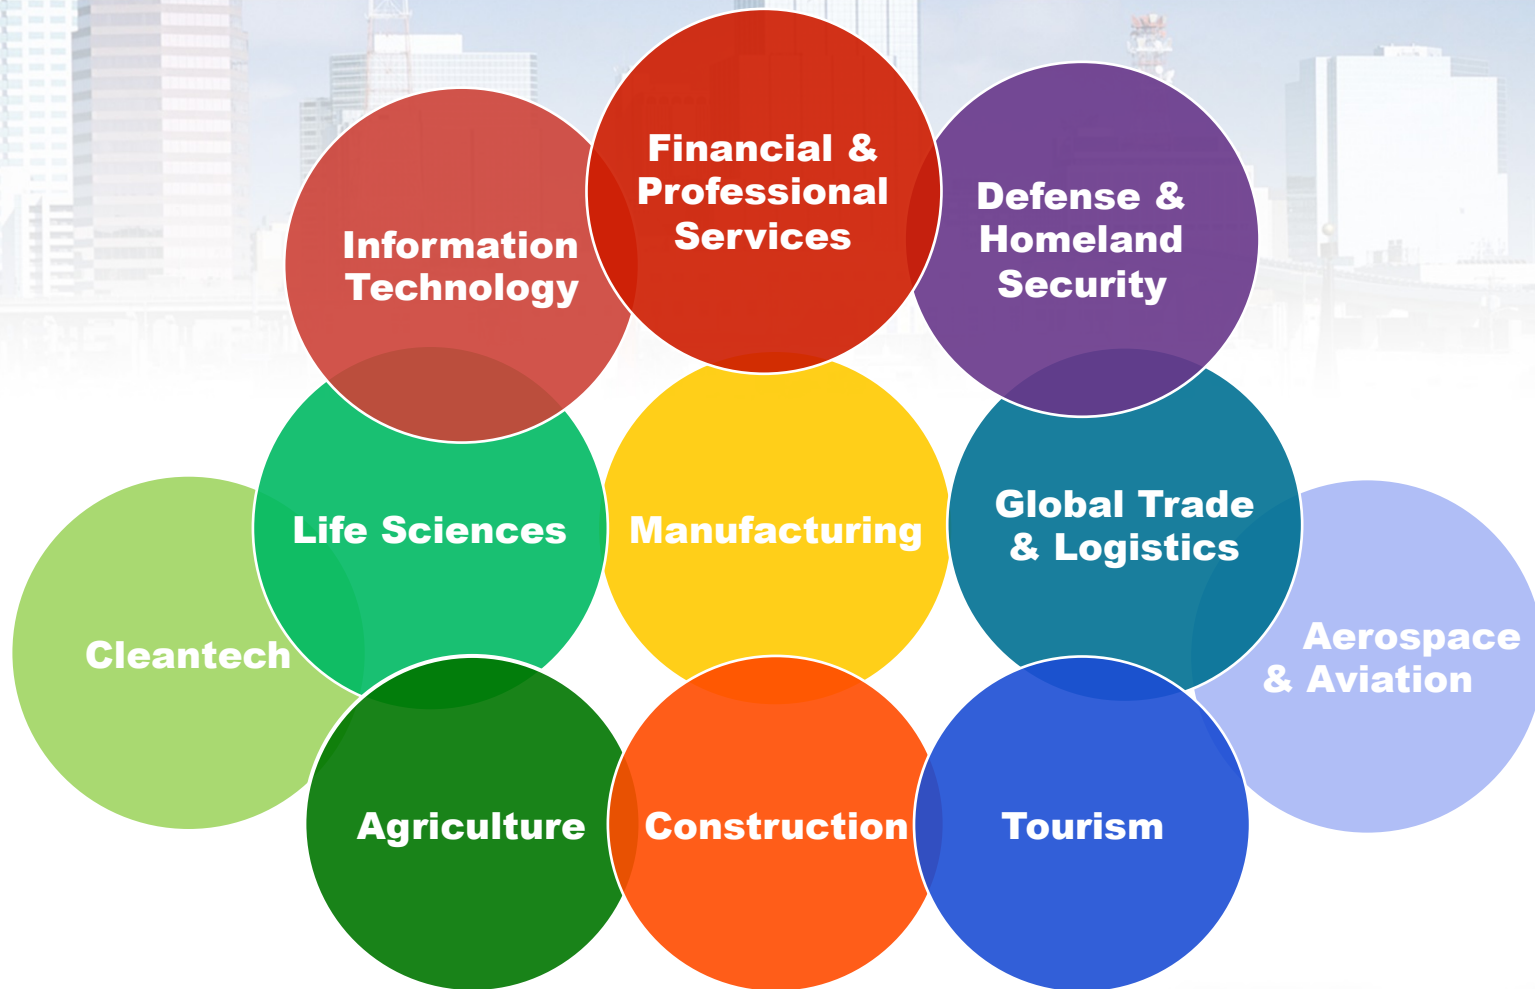 Financial &
Professional
Services
Defense &
Homeland
Security
Information
Technology
Life Sciences
Manufacturing
Global Trade
& Logistics
Cleantech
Aerospace
& Aviation
Agriculture
Construction
Tourism